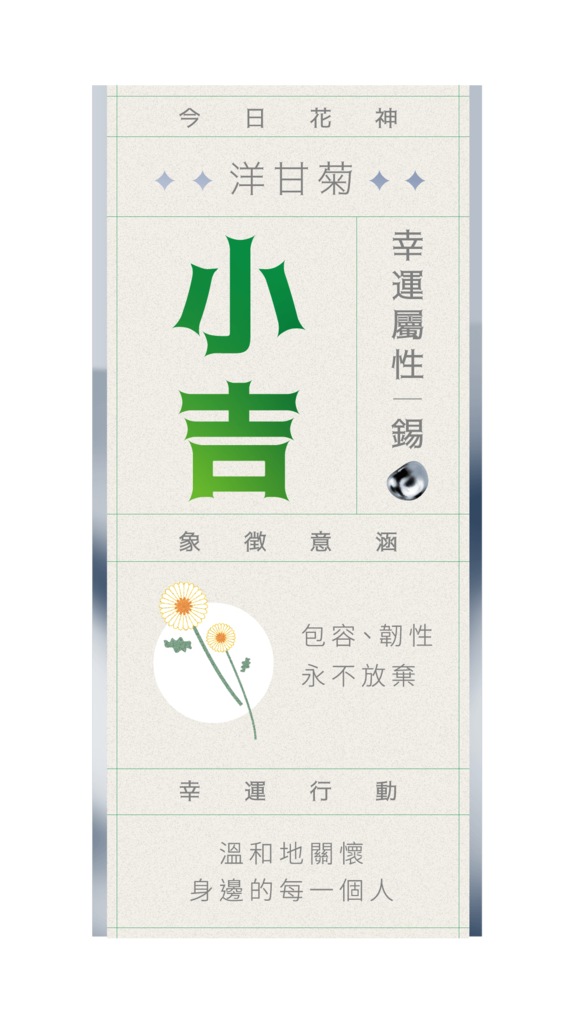 今日花神
洋甘菊
小吉
幸運屬性｜錫
象徵意涵
包容、韌性
永不放棄
幸運行動
溫和地關懷
身邊的每一個人